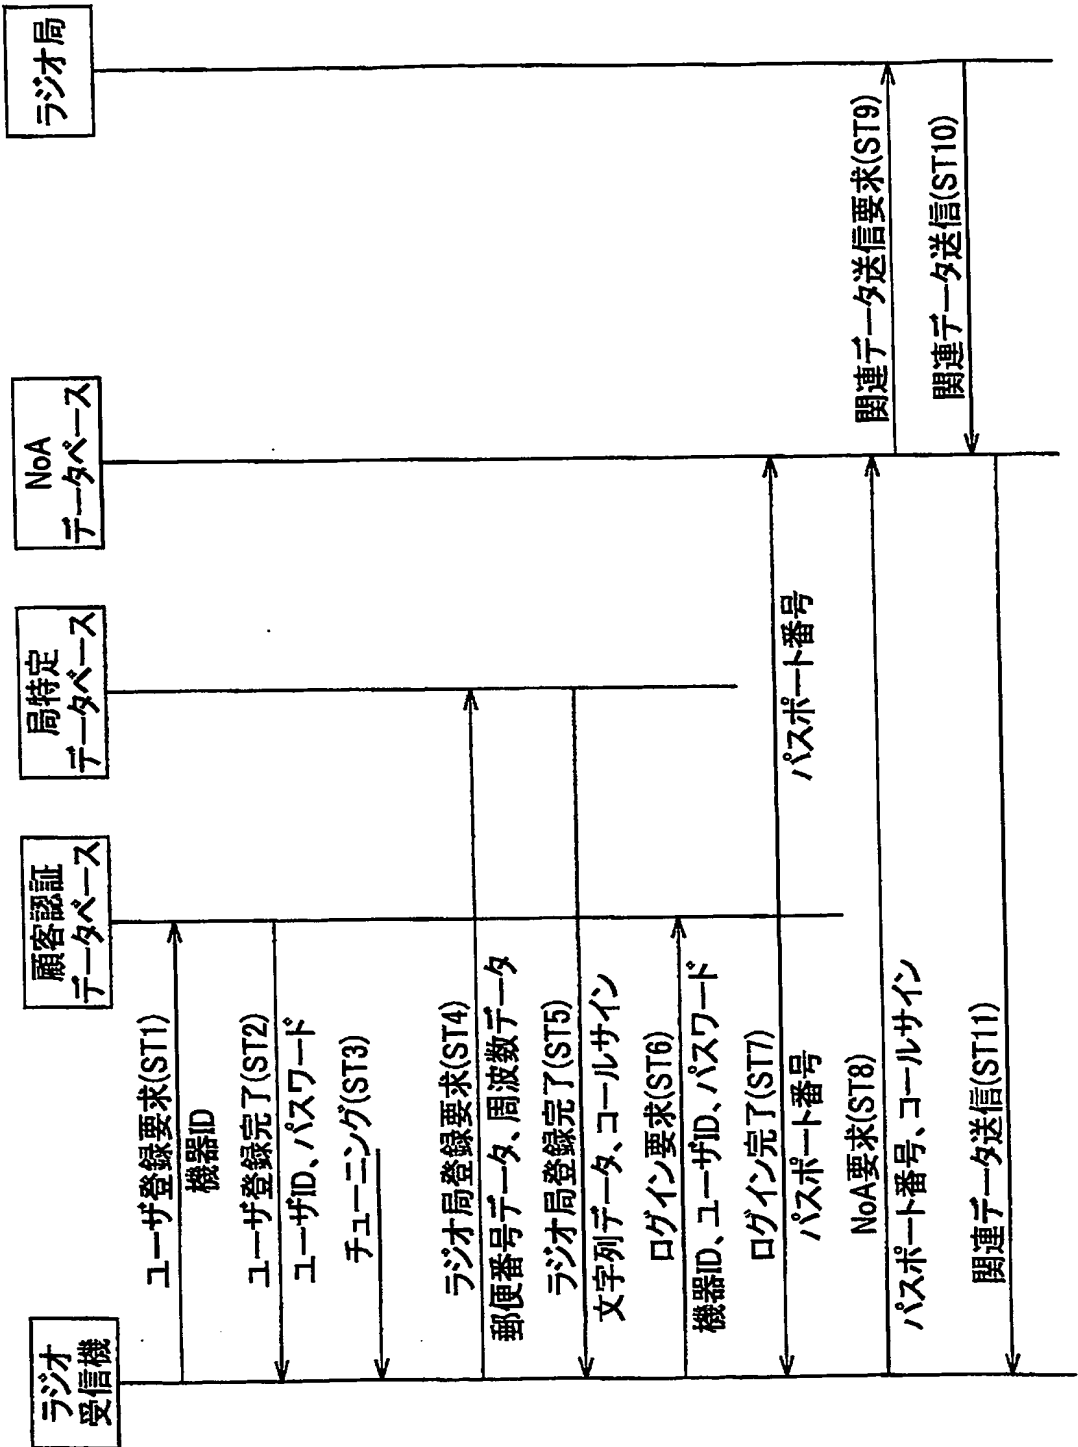 ラジオ
受信機
顧客認証
データベース
局特定
データベース
NoA
データベース
ラジオ局
ユーザ登録要求(ST1)
機器ID
ユーザ登録完了(ST2)
ユーザID、パスワード
チューニング(ST3)
ラジオ局登録要求(ST4)
郵便番号データ、周波数データ
ラジオ局登録完了(ST5)
文字列データ、コールサイン
ログイン要求(ST6)
機器ID、ユーザID、パスワード
ログイン完了(ST7)
パスポート番号
パスポート番号
NoA要求(ST8)
パスポート番号、コールサイン
関連データ送信要求(ST9)
関連データ送信(ST10)
関連データ送信(ST11)